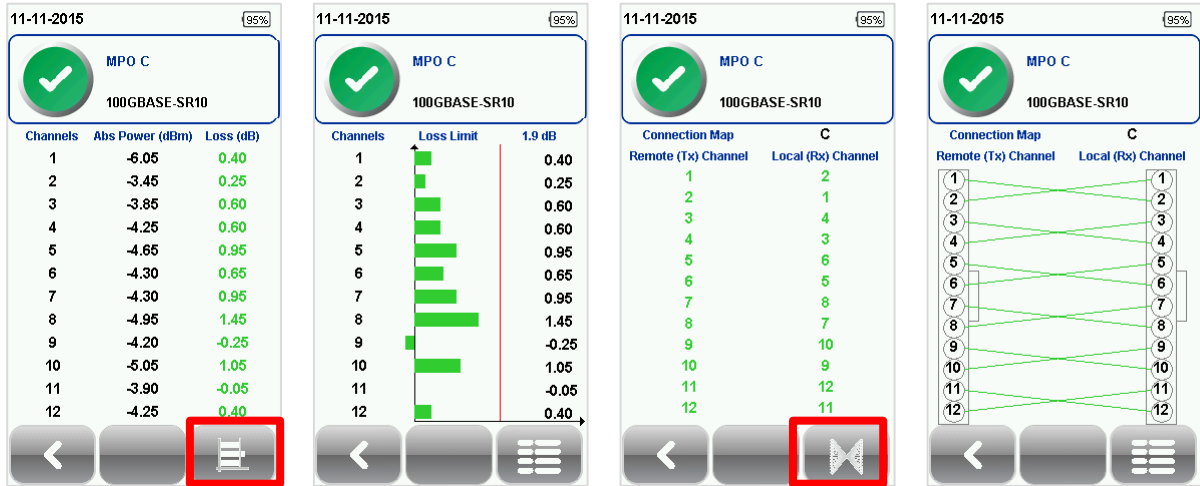 11-11-2015 95%
MPO C
100GBASE-SR10
Channels Abs Power (dBm) Loss (dB)
1 -6.05 0.40
2 -3.45 0.25
3 -3.85 0.60
4 -4.25 0.60
5 -4.65 0.95
6 -4.30 0.65
7 -4.30 0.95
8 -4.95 1.45
9 -4.20 -0.25
10 -5.05 1.05
11 -3.90 -0.05
12 -4.25 0.40
11-11-2015 95%
MPO C
100GBASE-SR10
Channels Loss Limit 1.9 dB
1 0.40
2 0.25
3 0.60
4 0.60
5 0.95
6 0.65
7 0.95
8 1.45
9 -0.25
10 1.05
11 -0.05
12 0.40
11-11-2015 95%
MPO C
100GBASE-SR10
Connection Map C
Remote (Tx) Channel Local (Rx) Channel
1 2
2 1
3 4
4 3
5 6
6 5
7 8
8 7
9 10
10 9
11 12
12 11
11-11-2015 95%
MPO C
100GBASE-SR10
Connection Map C
Remote (Tx) Channel Local (Rx) Channel
1 1
2 2
3 3
4 4
5 5
6 6
7 7
8 8
9 9
10 10
11 11
12 12